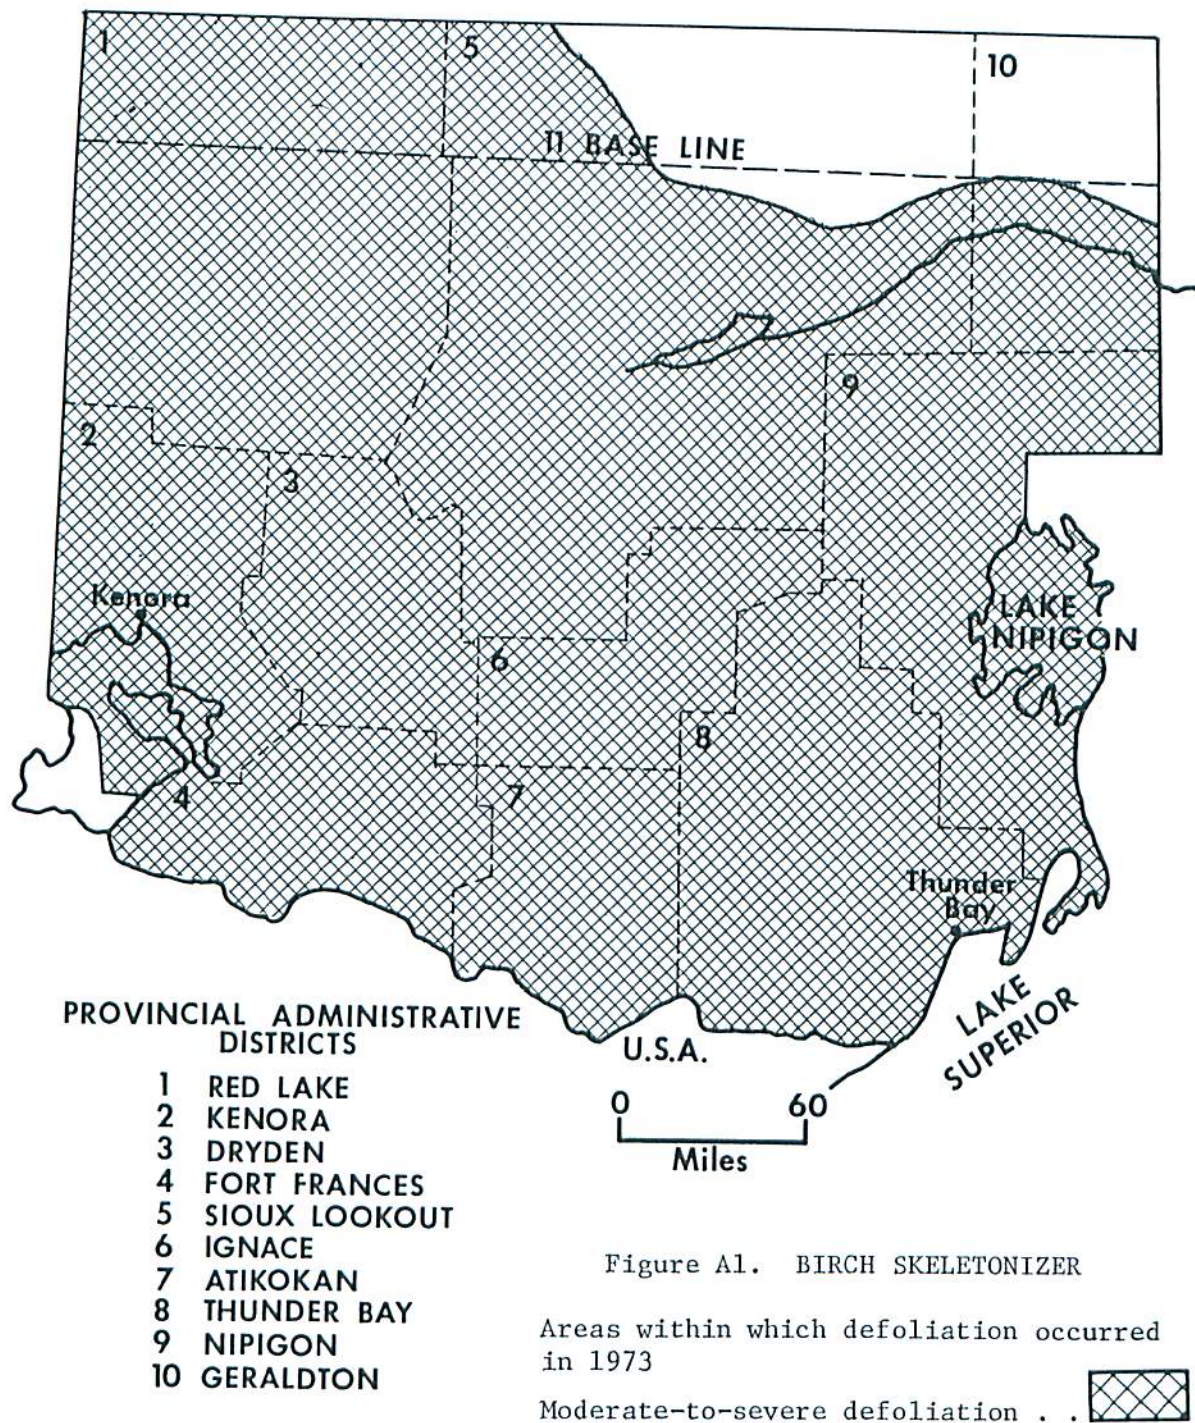 1
5
10
11 BASE LINE
9
2
3
Kenora
LAKE
NIPIGON
6
8
4
7
Thunder
Bay
LAKE
SUPERIOR
U.S.A.
PROVINCIAL ADMINISTRATIVE
DISTRICTS
1 RED LAKE
2 KENORA
3 DRYDEN
4 FORT FRANCES
5 SIOUX LOOKOUT
6 IGNACE
7 ATIKOKAN
8 THUNDER BAY
9 NIPIGON
10 GERALDTON
0 60
Miles
Figure A1. BIRCH SKELETONIZER
Areas within which defoliation occurred
in 1973
Moderate-to-severe defoliation . .